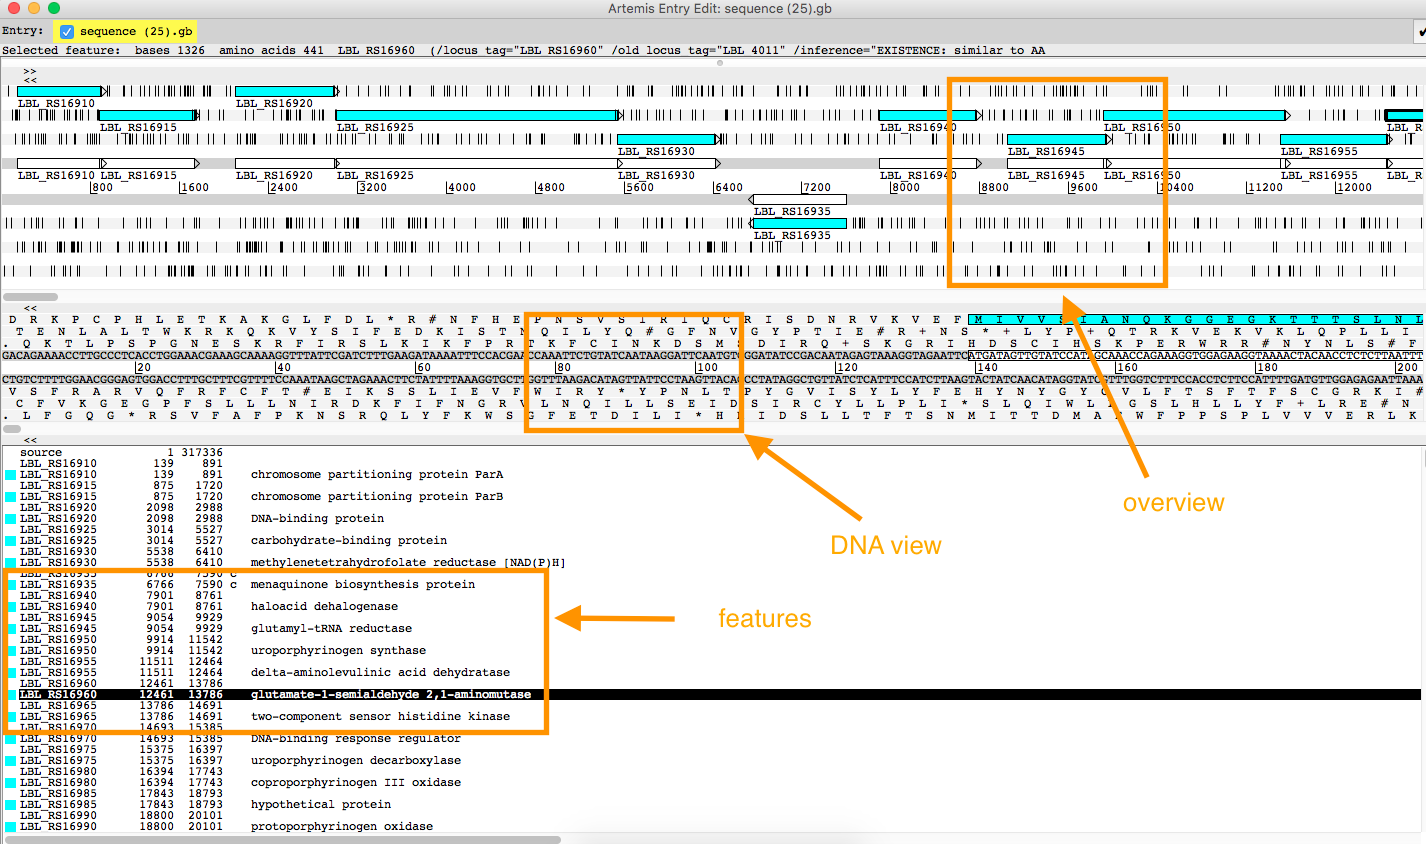 Artemis Entry Edit: sequence (25).gb
Entry: sequence (25).gb
Selected feature: bases 1326 amino acids 441 LBL_RS16960 (/locus_tag="LBL_RS16960" /old_locus_tag="LBL_4011" /inference="EXISTENCE: similar to AA
>>
<<
LBL_RS16910 LBL_RS16920
LBL_RS16915 LBL_RS16925 LBL_RS16940 LBL_RS16950 LBL_R
LBL_RS16930 LBL_RS16945 LBL_RS16955
LBL_RS16910 LBL_RS16915 LBL_RS16920 LBL_RS16925 LBL_RS16930 LBL_RS16940 LBL_RS16945 LBL_RS16950 LBL_RS16955 LBL_R
800 1600 2400 3200 4000 4800 5600 6400 7200 8000 8800 9600 10400 11200 12000
LBL_RS16935
LBL_RS16935
<<
D R K P C P H L E T K A K G L F D L * R # N F H E P N S V S I R I Q C R I S D N R V K V E F M I V V S I A N Q K G G E G K T T T S L N L
T E N L A L T W K R K Q K V Y S I F E D K I S T N Q I L Y Q # G F N V G Y P T I E # R + N S * + L Y P + Q T R K V E K V K L Q P L L I
20 40 60 80 100 120 140 160 180 200
<<
source 1 317336
LBL_RS16910 139 891
LBL_RS16910 139 891 chromosome partitioning protein ParA
LBL_RS16915 875 1720
LBL_RS16915 875 1720 chromosome partitioning protein ParB
LBL_RS16920 2098 2988
LBL_RS16920 2098 2988 DNA-binding protein
LBL_RS16925 3014 5527
LBL_RS16925 3014 5527 carbohydrate-binding protein
LBL_RS16930 5538 6410
LBL_RS16930 5538 6410 methylenetetrahydrofolate reductase [NAD(P)H]
LBL_RS16935 6766 7590 c
LBL_RS16935 6766 7590 c menaquinone biosynthesis protein
LBL_RS16940 7901 8761
LBL_RS16940 7901 8761 haloacid dehalogenase
LBL_RS16945 9054 9929
LBL_RS16945 9054 9929 glutamyl-tRNA reductase
LBL_RS16950 9914 11542
LBL_RS16950 9914 11542 uroporphyrinogen synthase
LBL_RS16955 11511 12464
LBL_RS16955 11511 12464 delta-aminolevulinic acid dehydratase
LBL_RS16960 12461 13786
LBL_RS16960 12461 13786 glutamate-1-semialdehyde 2,1-aminomutase
LBL_RS16965 13786 14691
LBL_RS16965 13786 14691 two-component sensor histidine kinase
LBL_RS16970 14693 15385
LBL_RS16970 14693 15385 DNA-binding response regulator
LBL_RS16975 15375 16397
LBL_RS16975 15375 16397 uroporphyrinogen decarboxylase
LBL_RS16980 16394 17743
LBL_RS16980 16394 17743 coproporphyrinogen III oxidase
LBL_RS16985 17843 18793
LBL_RS16985 17843 18793 hypothetical protein
LBL_RS16990 18800 20101
LBL_RS16990 18800 20101 protoporphyrinogen oxidase
overview
DNA view
features